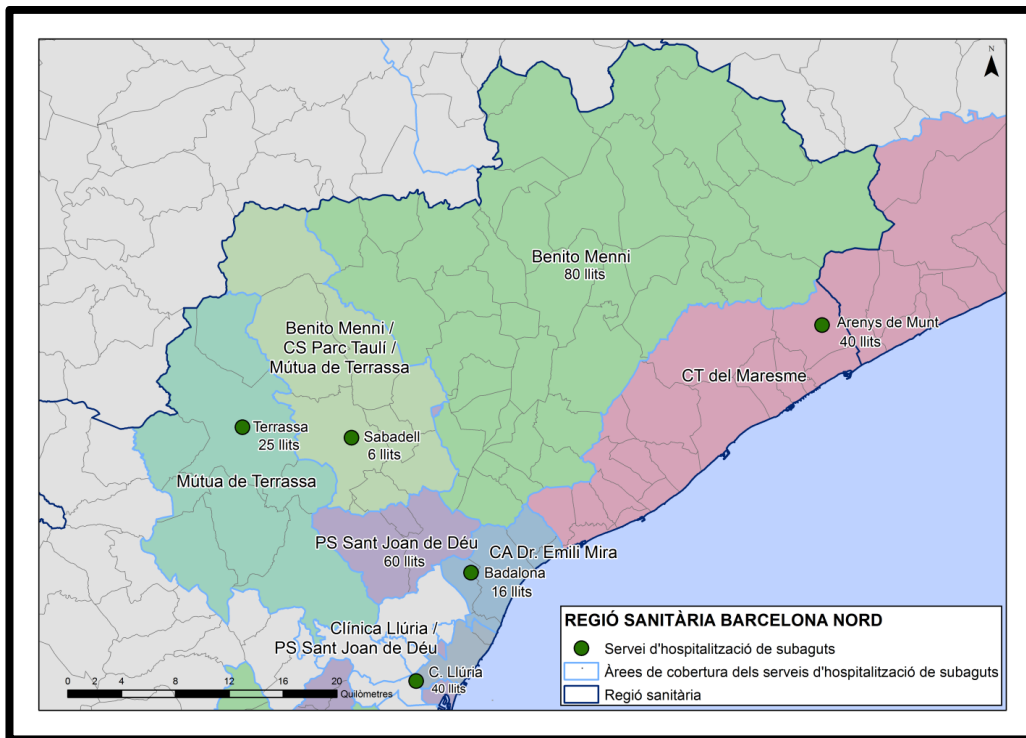 N
Benito Menni
80 llits
Benito Menni /
CS Parc Taulí /
Mútua de Terrassa
Arenys de Munt
40 llits
CT del Maresme
Terrassa
25 llits
Sabadell
6 llits
Mútua de Terrassa
PS Sant Joan de Déu
60 llits
CA Dr. Emili Mira
Badalona
16 llits
Clínica Llúria /
PS Sant Joan de Déu
C. Llúria
40 llits
0 2 4 8 12 16 20
Quilòmetres
REGIÓ SANITÀRIA BARCELONA NORD
Servei d'hospitalització de subaguts
Àrees de cobertura dels serveis d'hospitalització de subaguts
Regió sanitària